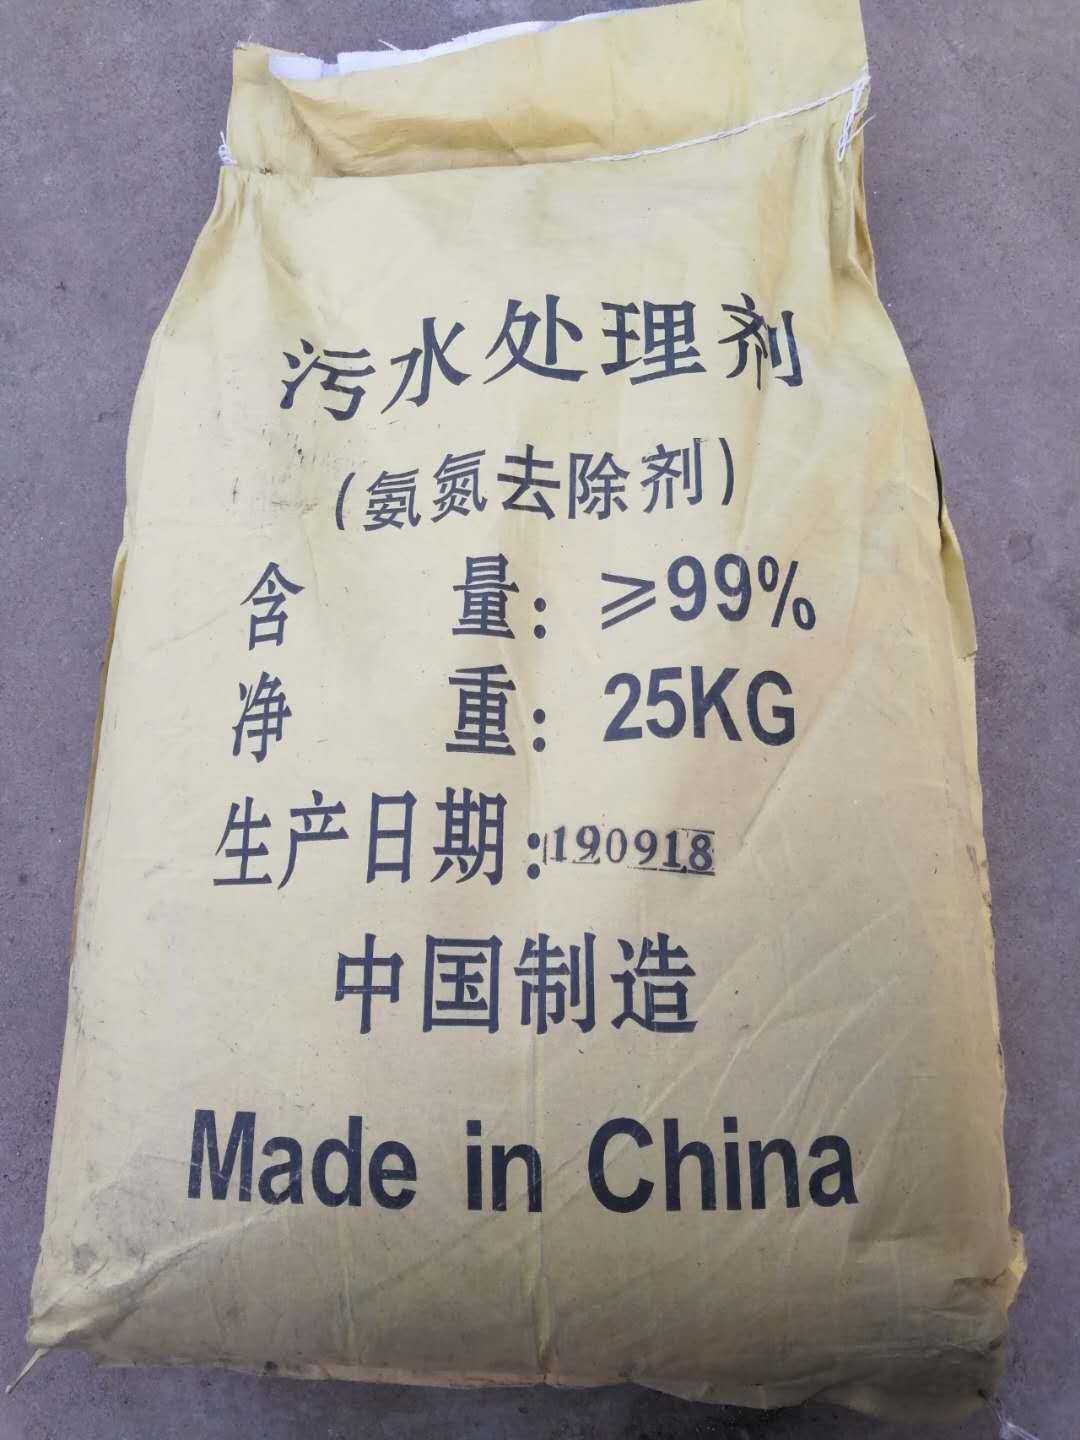 污水处理剂
(氨氮去除剂)
含 量：≥99%
净 重：25KG
生产日期：190918
中国制造
Made in China